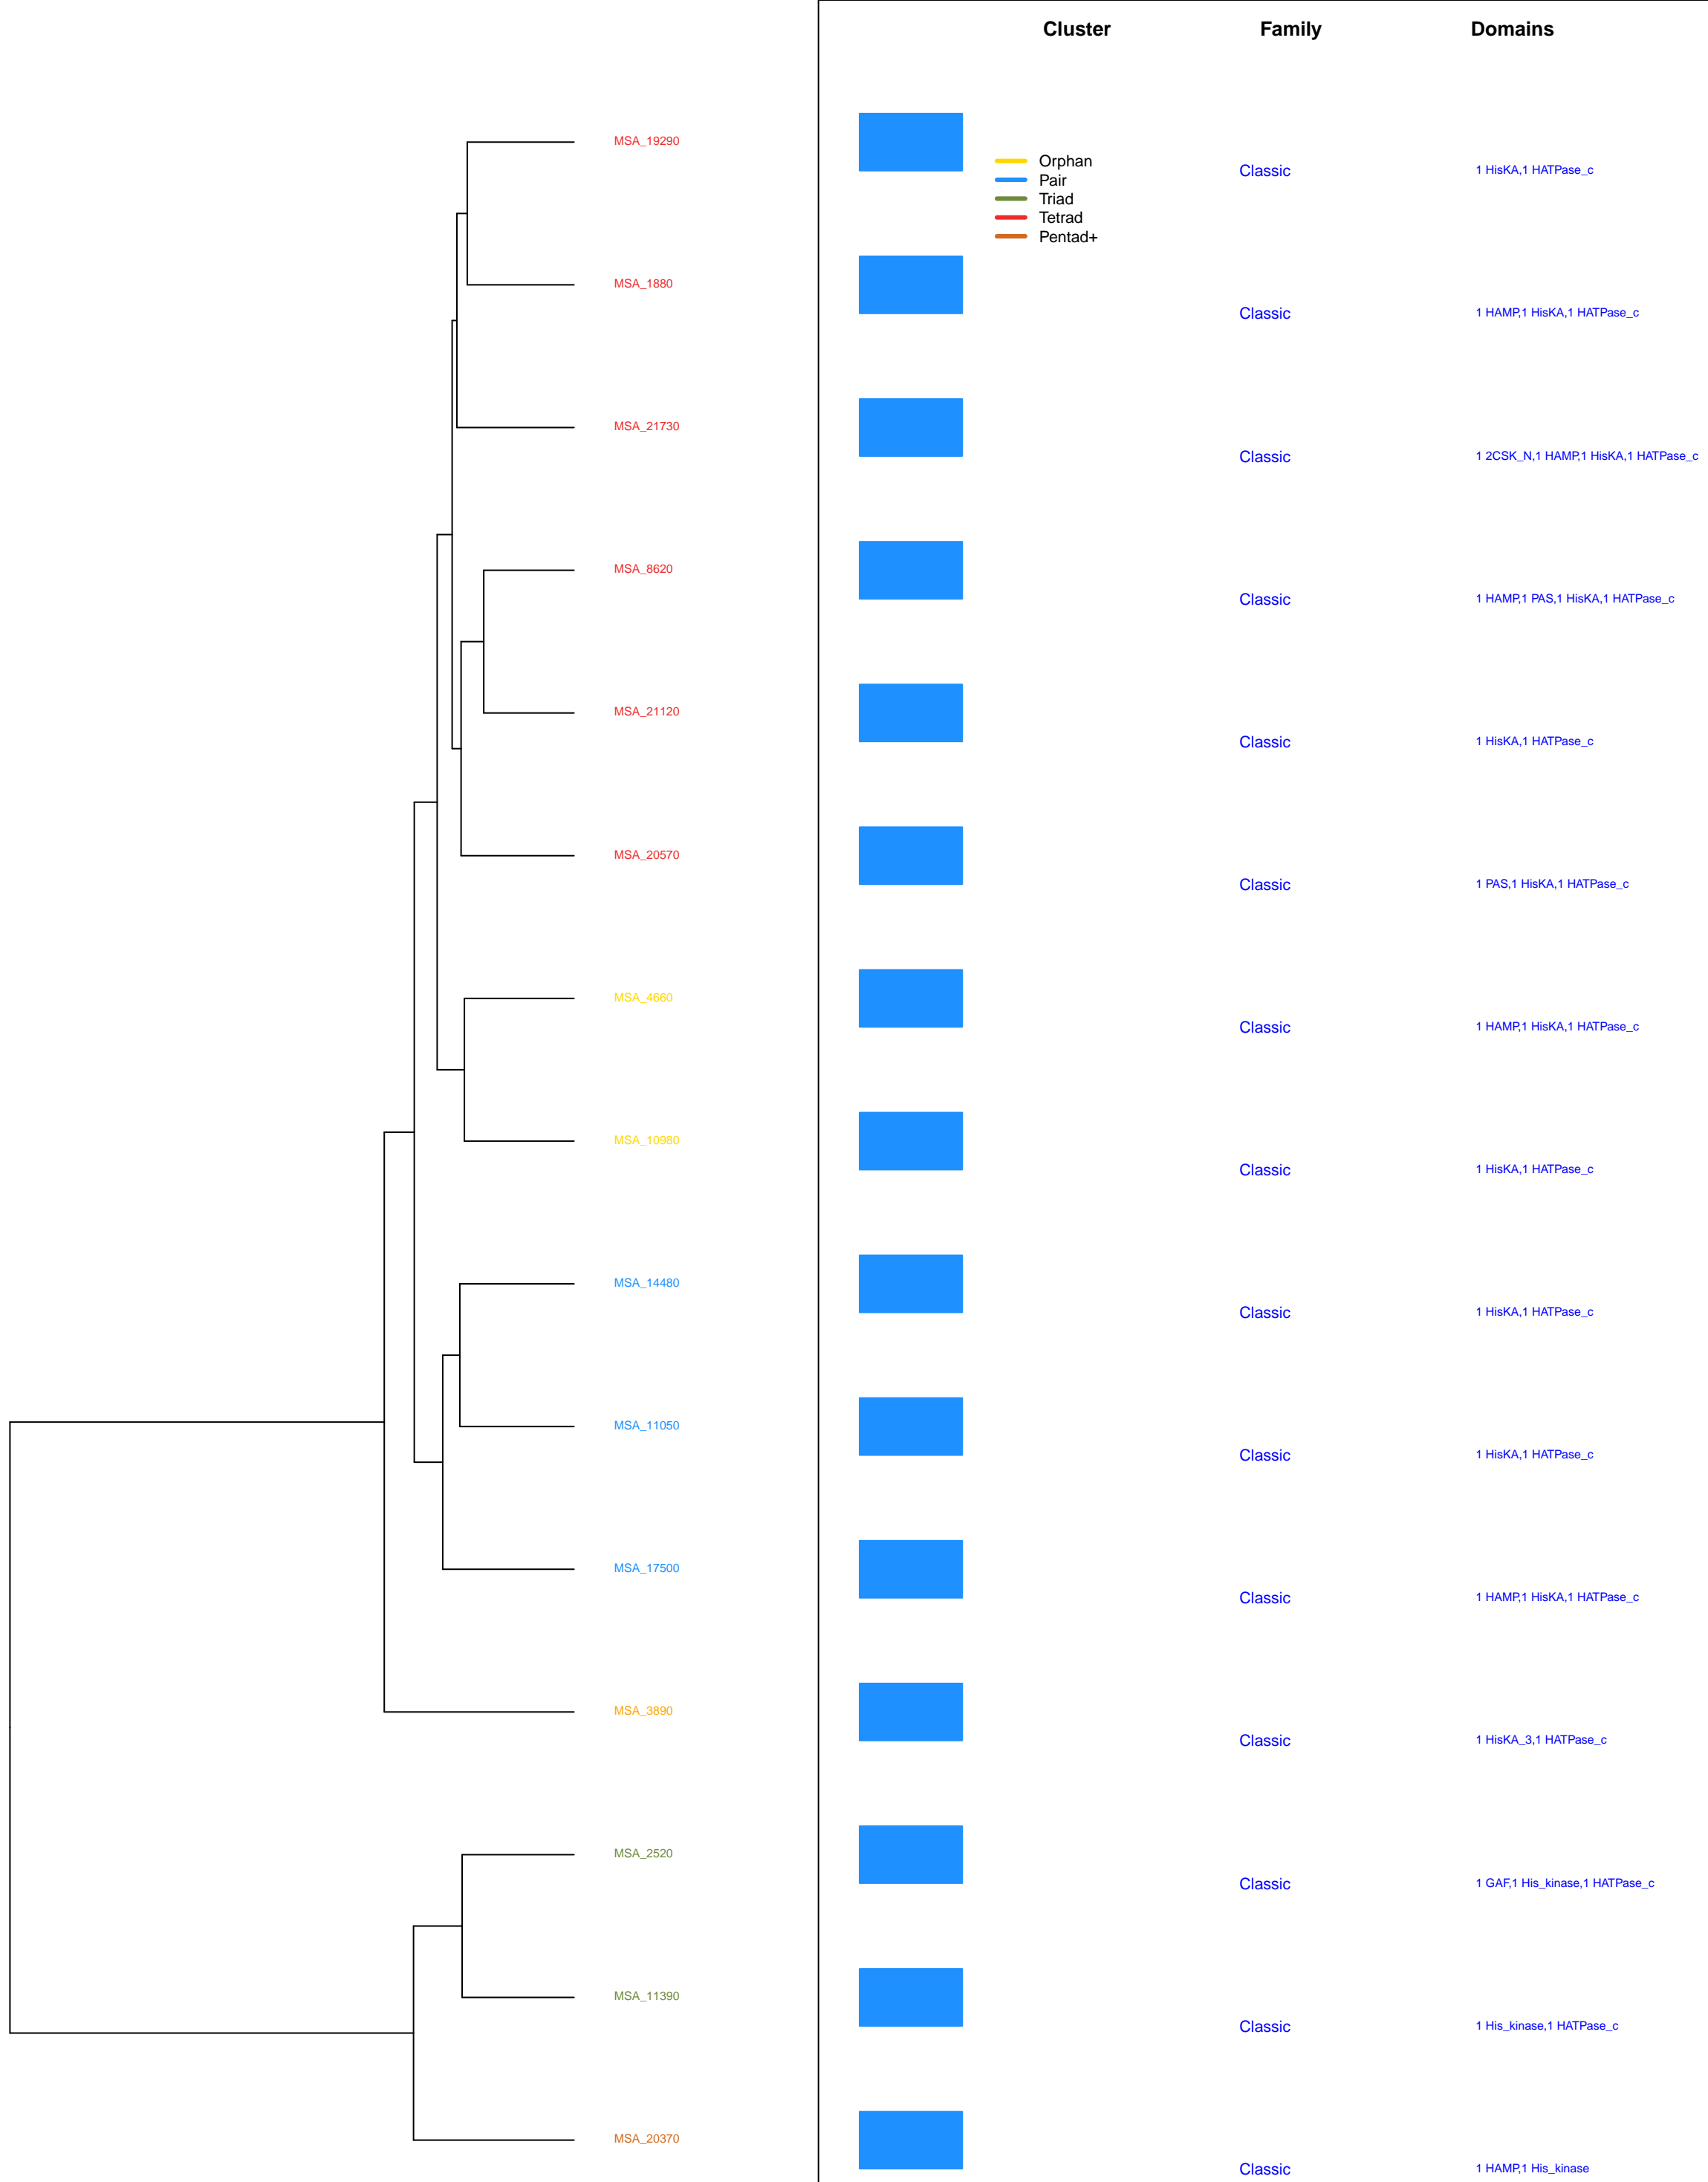 Cluster Family Domains
MSA_19290
Orphan
Classic 1 HisKA,1 HATPase_c
Pair
Triad
Tetrad
Pentad+
MSA_1880
Classic 1 HAMP,1 HisKA,1 HATPase_c
MSA_21730
Classic 1 2CSK_N,1 HAMP,1 HisKA,1 HATPase_c
MSA_8620
Classic 1 HAMP,1 PAS,1 HisKA,1 HATPase_c
MSA_21120
Classic 1 HisKA,1 HATPase_c
MSA_20570
Classic 1 PAS,1 HisKA,1 HATPase_c
MSA_4660
Classic 1 HAMP,1 HisKA,1 HATPase_c
MSA_10980
Classic 1 HisKA,1 HATPase_c
MSA_14480
Classic 1 HisKA,1 HATPase_c
MSA_11050
Classic 1 HisKA,1 HATPase_c
MSA_17500
Classic 1 HAMP,1 HisKA,1 HATPase_c
MSA_3890
Classic 1 HisKA_3,1 HATPase_c
MSA_2520
Classic 1 GAF,1 His_kinase,1 HATPase_c
MSA_11390
Classic 1 His_kinase,1 HATPase_c
MSA_20370
Classic 1 HAMP,1 His_kinase